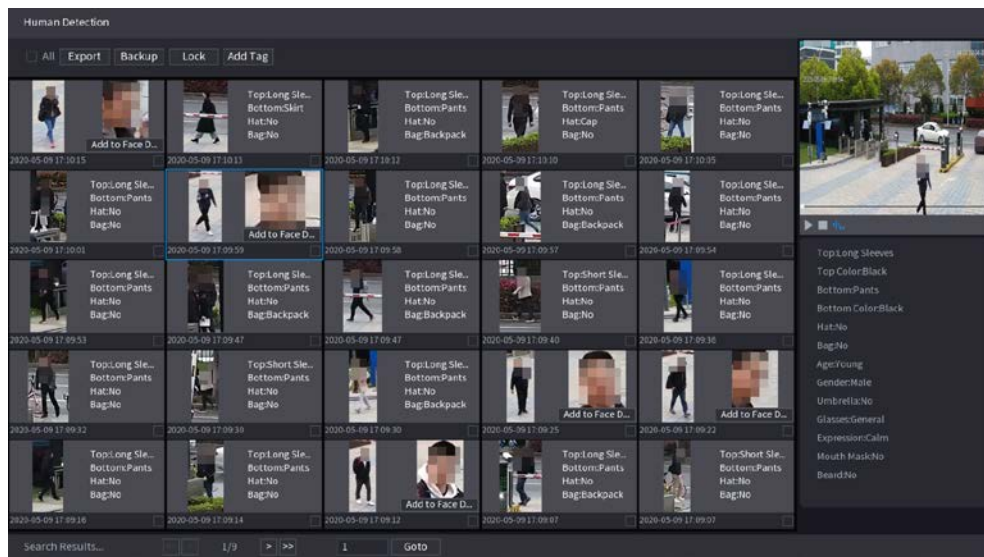 Human Detection
All Export Backup Lock Add Tag
Add to Face D...
2020-05-09 17:10:15
Top:Long Sle...
Bottom:Skirt
Hat:No
Bag:No
2020-05-09 17:10:13
Top:Long Sle...
Bottom:Pants
Hat:No
Bag:Backpack
2020-05-09 17:10:12
Top:Long Sle...
Bottom:Pants
Hat:Cap
Bag:No
2020-05-09 17:10:10
Top:Long Sle...
Bottom:Pants
Hat:No
Bag:No
Top:Long Sle...
Bottom:Pants
Hat:No
Bag:No
2020-05-09 17:10:01
Add to Face D...
2020-05-09 17:09:59
Top:Long Sle...
Bottom:Pants
Hat:No
Bag:No
2020-05-09 17:09:58
Top:Long Sle...
Bottom:Pants
Hat:No
Bag:Backpack
2020-05-09 17:09:57
Top:Long Sle...
Bottom:Pants
Hat:No
Bag:No
2020-05-09 17:09:54
Top:Long Sle...
Bottom:Pants
Hat:No
Bag:No
2020-05-09 17:09:53
Top:Long Sle...
Bottom:Pants
Hat:No
Bag:Backpack
2020-05-09 17:09:47
Top:Long Sle...
Bottom:Pants
Hat:No
Bag:Backpack
2020-05-09 17:09:47
Top:Short Sle...
Bottom:Pants
Hat:No
Bag:No
2020-05-09 17:09:40
Top:Long Sle...
Bottom:Pants
Hat:No
Bag:No
2020-05-09 17:09:36
Top:Long Sle...
Bottom:Pants
Hat:No
Bag:No
2020-05-09 17:09:32
Top:Short Sle...
Bottom:Pants
Hat:No
Bag:No
Top:Long Sle...
Bottom:Pants
Hat:No
Bag:Backpack
2020-05-09 17:09:30
Add to Face D...
2020-05-09 17:09:25
Add to Face D...
2020-05-09 17:09:22
Top:Long Sle...
Bottom:Pants
Hat:No
Bag:No
2020-05-09 17:09:16
Top:Long Sle...
Bottom:Pants
Hat:No
Bag:No
2020-05-09 17:09:14
Add to Face D...
2020-05-09 17:09:12
Top:Long Sle...
Bottom:Pants
Hat:No
Bag:Backpack
2020-05-09 17:09:07
Top:Short Sle...
Bottom:Pants
Hat:No
Bag:No
2020-05-09 17:09:07
Top:Long Sleeves
Top Color:Black
Bottom:Pants
Bottom Color:Black
Hat:No
Bag:No
Age:Young
Gender:Male
Umbrella:No
Glasses:General
Expression:Calm
Mouth Mask:No
Beard:No
Search Results... 1/9 > >> 1 Goto